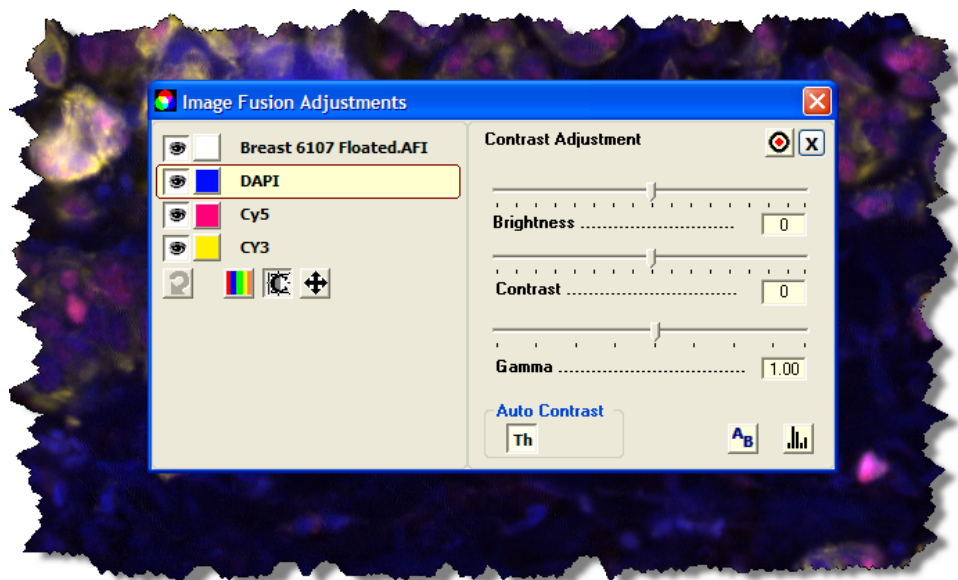 Image Fusion Adjustments
Breast 6107 Floated.AFI
DAPI
Cy5
CY3
Contrast Adjustment
X
Brightness ........................... 0
Contrast .............................. 0
Gamma ................................. 1.00
Auto Contrast
Th
AB